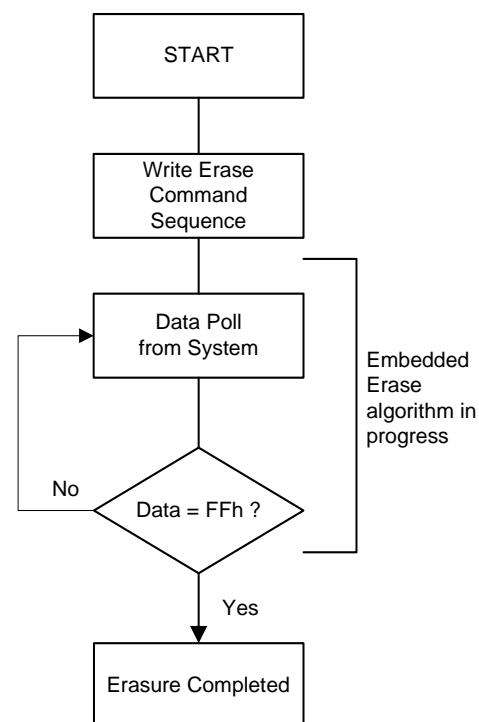 START
Write Erase
Command
Sequence
Data Poll
from System
Embedded
Erase
algorithm in
progress
No
Data = FFh ?
Yes
Erasure Completed